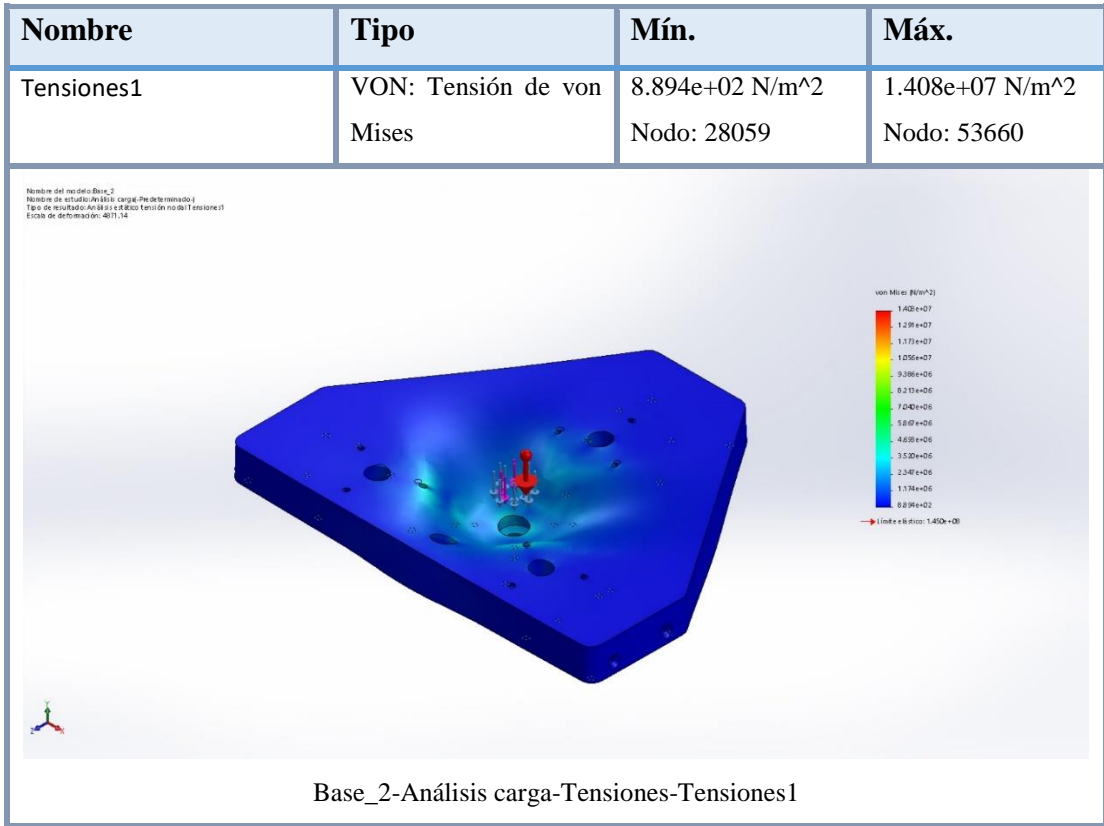 Nombre Tipo Mín. Máx.
Tensiones1 VON: Tensión de von 8.894e+02 N/m^2 1.408e+07 N/m^2
Mises Nodo: 28059 Nodo: 53660
Nombre del modelo:Base_2
Nombre de estudio:Análisis carga(-Predeterminado-)
Tipo de resultado: Análisis estático tensión nodal Tensiones1
Escala de deformación: 4871.14
von Mises (N/m^2)
1.408e+07
1.291e+07
1.173e+07
1.056e+07
9.386e+06
8.213e+06
7.040e+06
5.867e+06
4.693e+06
3.520e+06
2.347e+06
1.174e+06
8.894e+02
Límite elástico: 1.450e+08
Y
Z X
Base_2-Análisis carga-Tensiones-Tensiones1